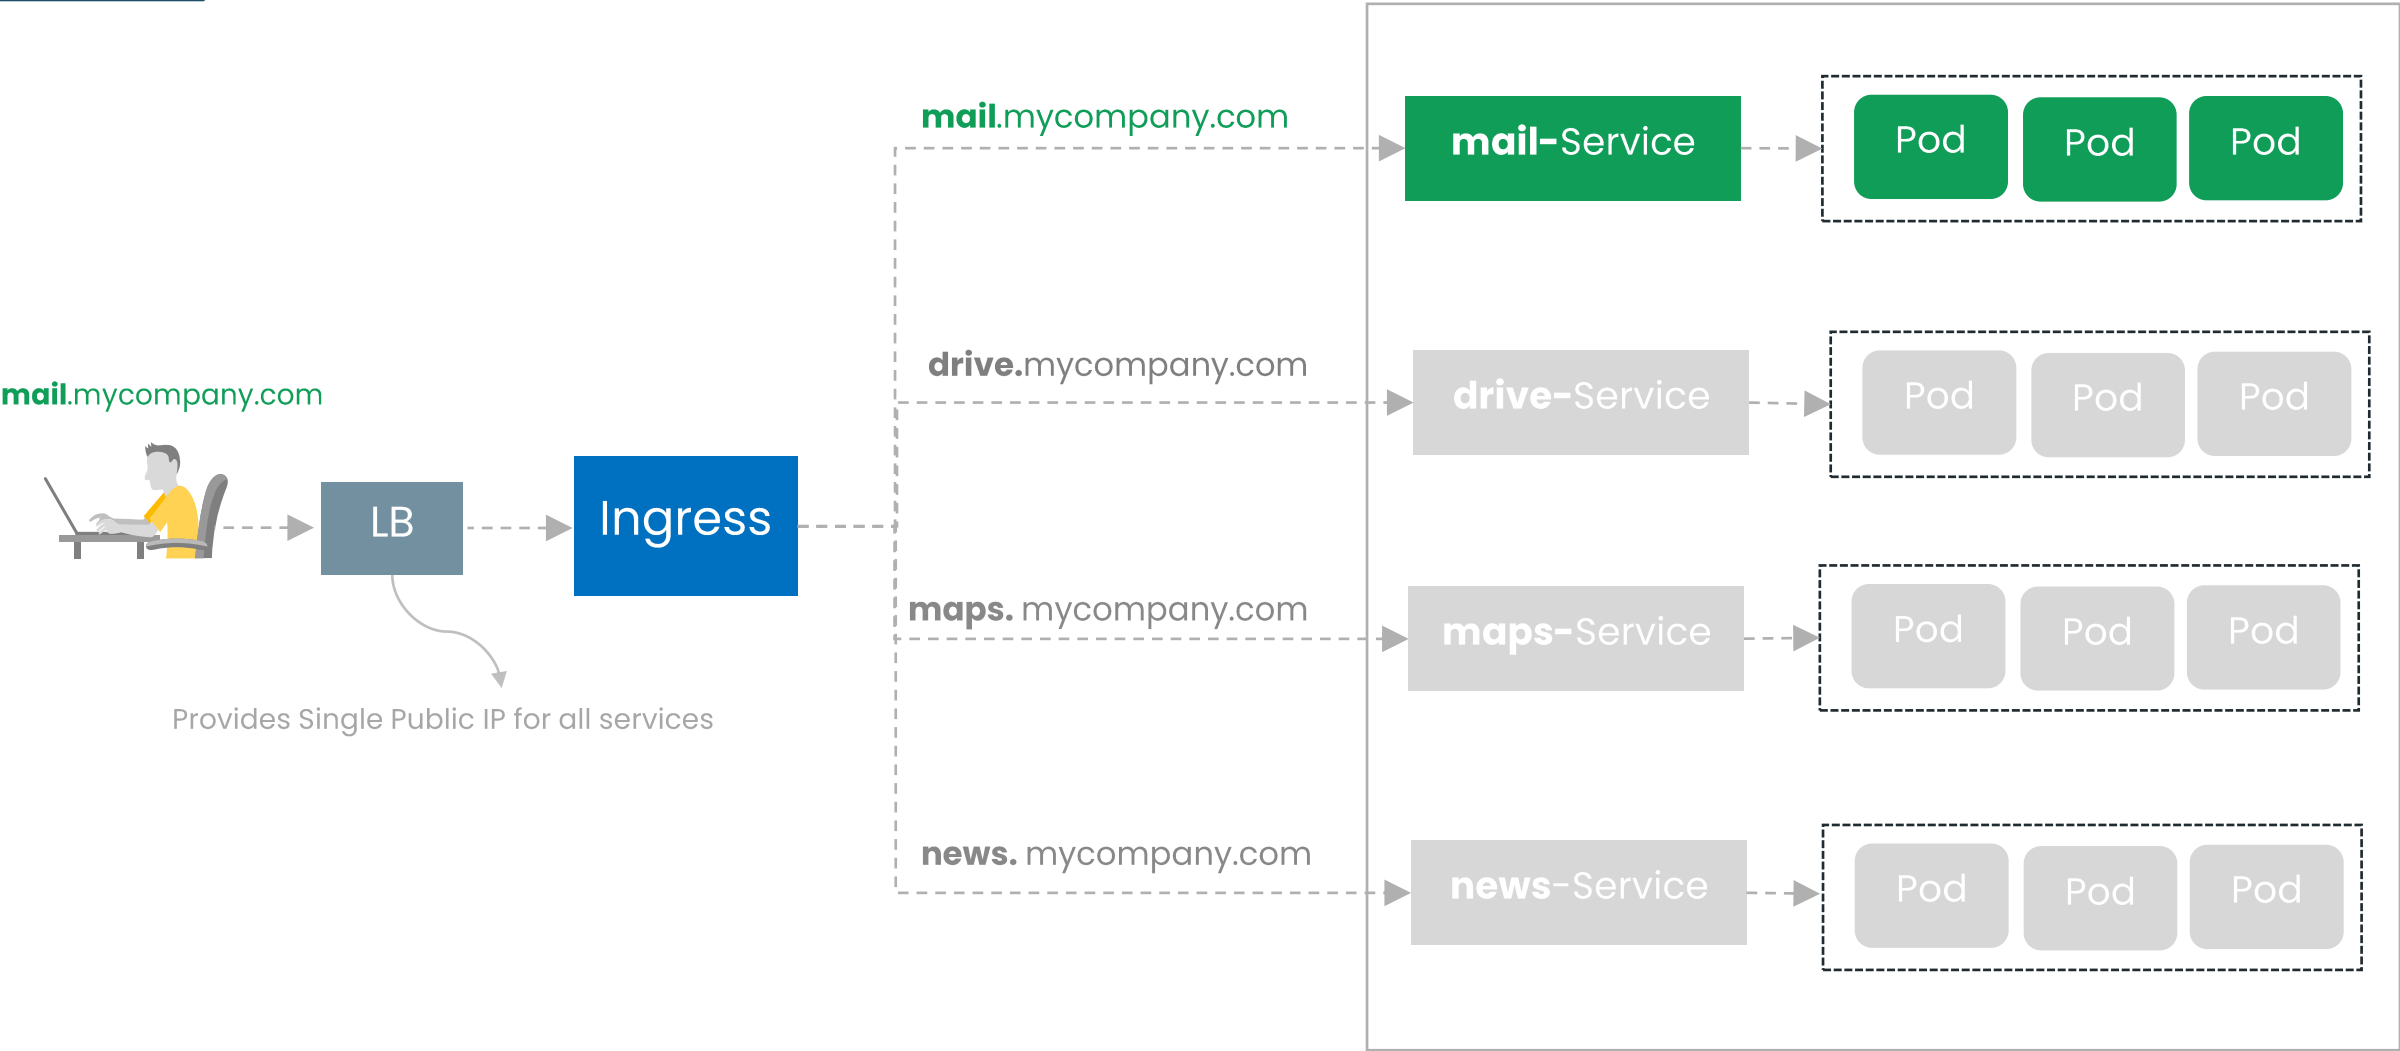 mail.mycompany.com
LB
Provides Single Public IP for all services
Ingress
mail.mycompany.com
mail-Service
Pod Pod Pod
drive.mycompany.com
drive-Service
Pod Pod Pod
maps. mycompany.com
maps-Service
Pod Pod Pod
news. mycompany.com
news-Service
Pod Pod Pod